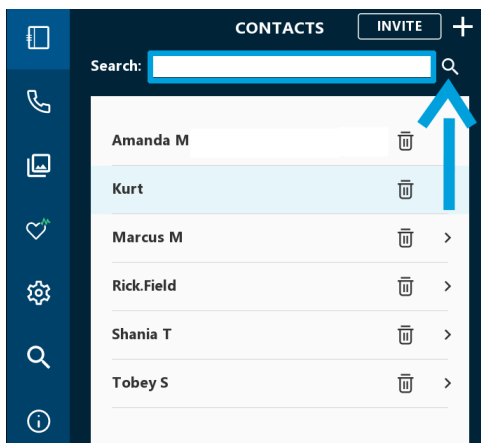 CONTACTS INVITE
Search:
Amanda M
Kurt
Marcus M
Rick.Field
Shania T
Tobey S